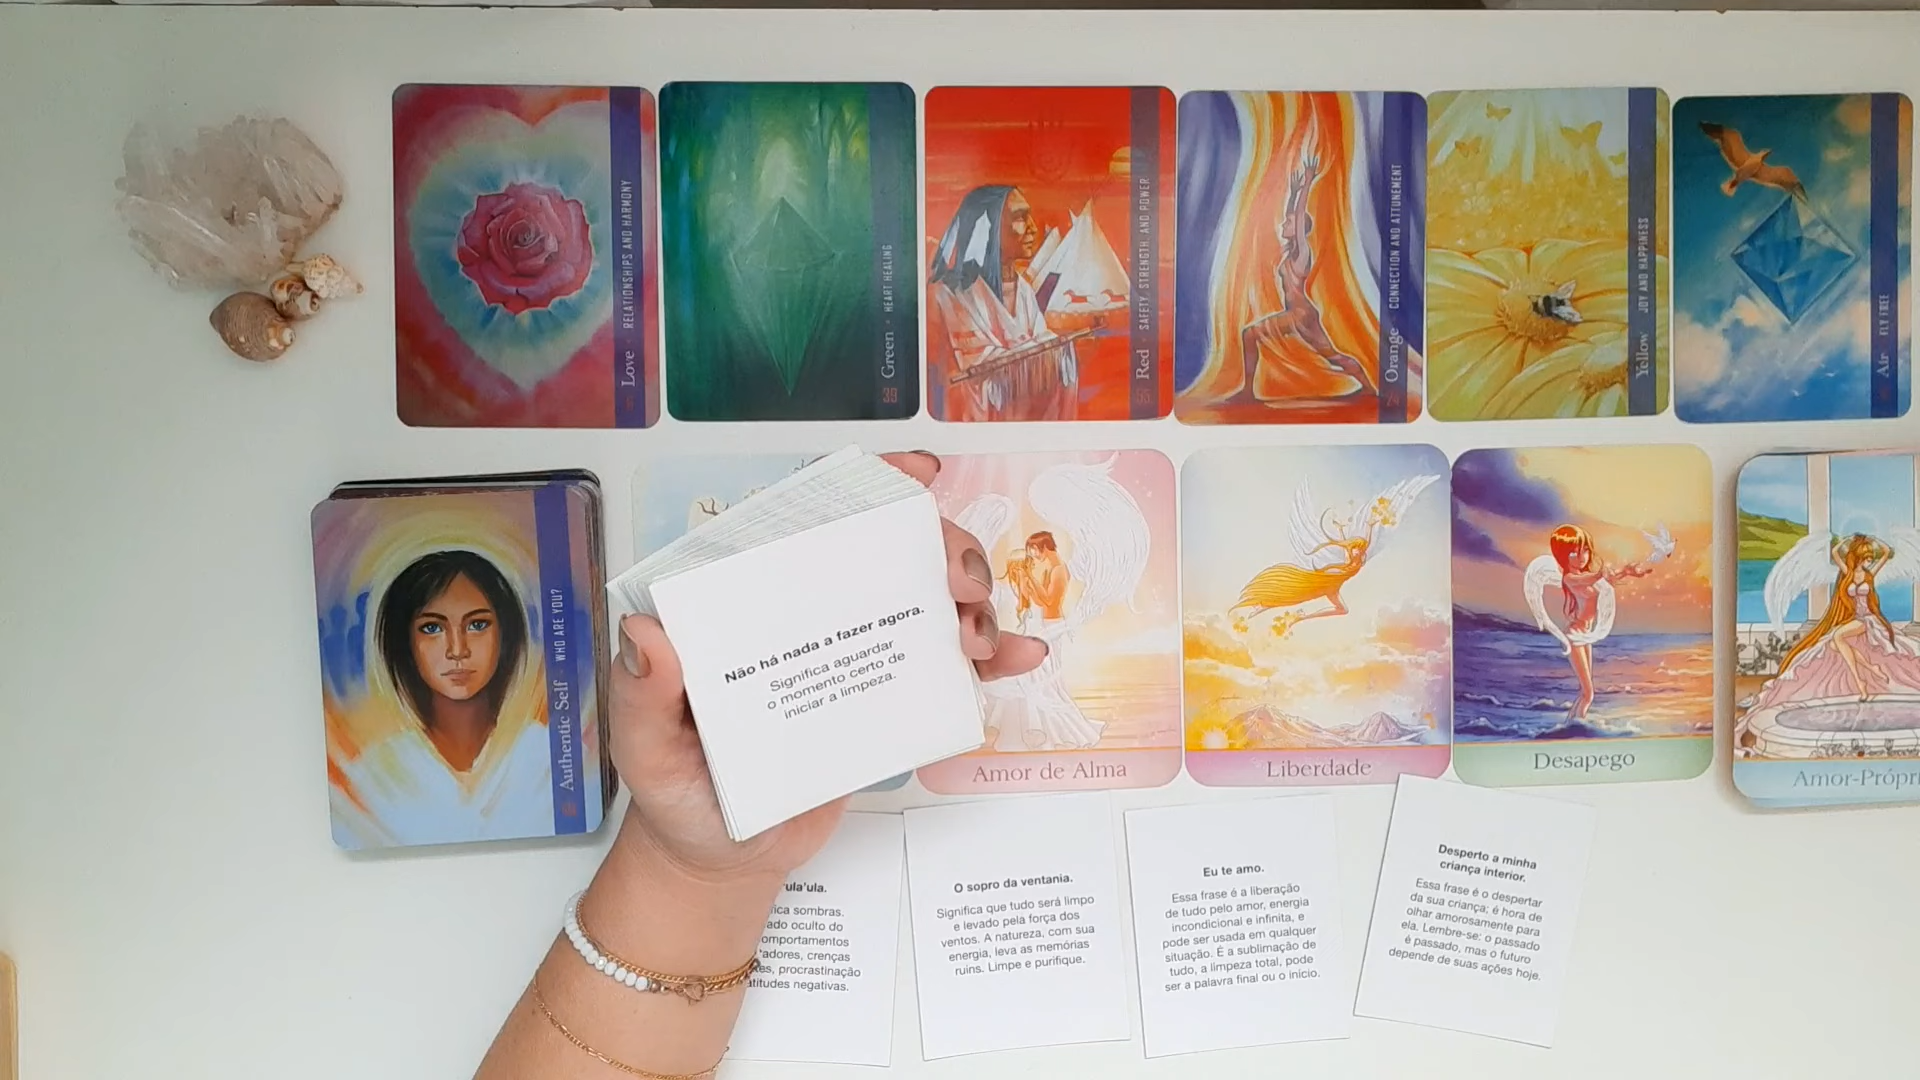 Love RELATIONSHIPS AND HARMONY
39 Green HEART HEALING
Red SAFETY, STRENGTH, AND POWER
Orange CONNECTION AND ATTUNEMENT
Yellow JOY AND HAPPINESS
Air FLY FREE
Authentic Self WHO ARE YOU?
Não há nada a fazer agora.
Significa aguardar
o momento certo de
iniciar a limpeza.
Amor de Alma
Liberdade
Desapego
Amor-Própri
ula'ula.
ica sombras.
ado oculto do
omportamentos
adores, crenças
es, procrastinação
atitudes negativas.
O sopro da ventania.
Significa que tudo será limpo
e levado pela força dos
ventos. A natureza, com sua
energia, leva as memórias
ruins. Limpe e purifique.
Eu te amo.
Essa frase é a liberação
de tudo pelo amor, energia
incondicional e infinita, e
pode ser usada em qualquer
situação. É a sublimação de
tudo, a limpeza total, pode
ser a palavra final ou o início.
Desperto a minha
criança interior.
Essa frase é o despertar
da sua criança; é hora de
olhar amorosamente para
ela. Lembre-se: o passado
é passado, mas o futuro
depende de suas ações hoje.